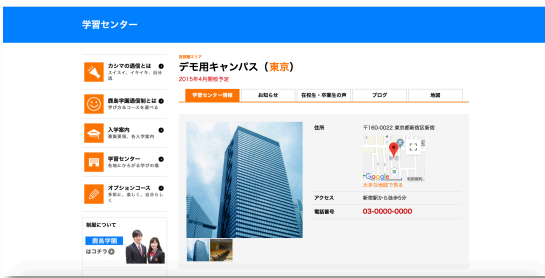 学習センター
カシマの通信とは
スイスイ、イキイキ、自分流
鹿島学園通信制とは
学び方＆コースを選べる
入学案内
募集要項、各入学案内
学習センター
各地にひろがる学びの場
オプションコース
多彩に、楽しく、自分らしく
制服について
鹿島学園
はコチラ
首都圏エリア
デモ用キャンパス（東京）
2015年4月開校予定
学習センター情報
お知らせ
在校生・卒業生の声
ブログ
地図
住所
〒160-0022 東京都新宿区新宿
Google
大きな地図で見る
アクセス
新宿駅から徒歩5分
電話番号
03-0000-0000